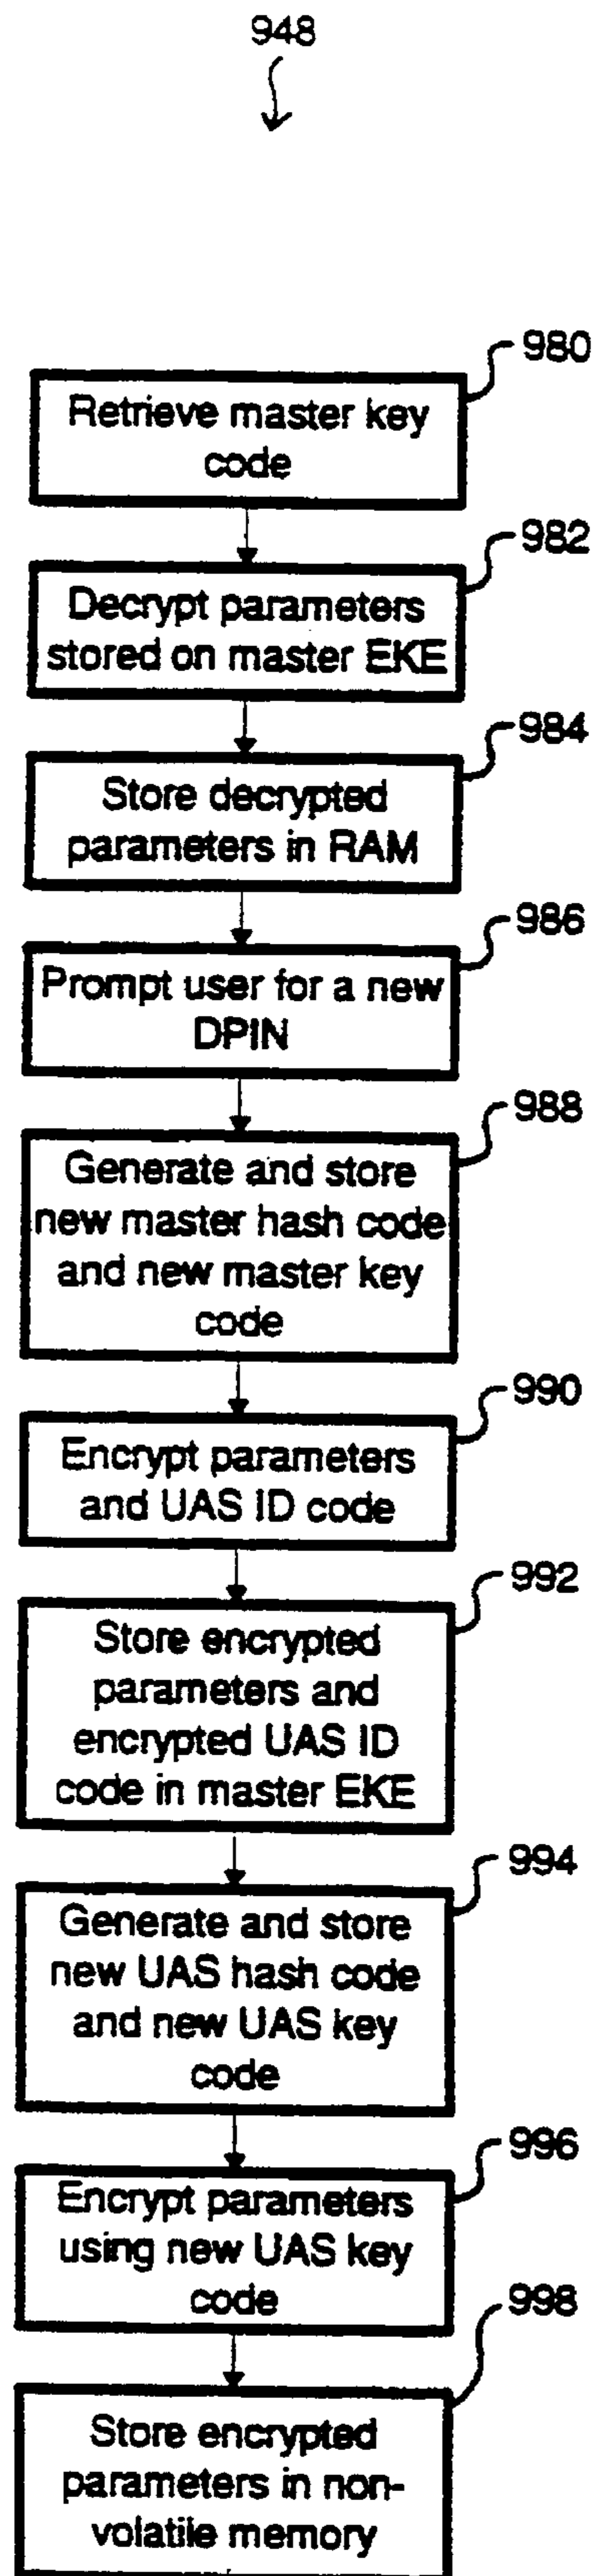 948
980
Retrieve master key
code
982
Decrypt parameters
stored on master EKE
984
Store decrypted
parameters in RAM
986
Prompt user for a new
DPIN
988
Generate and store
new master hash code
and new master key
code
990
Encrypt parameters
and UAS ID code
992
Store encrypted
parameters and
encrypted UAS ID
code in master EKE
994
Generate and store
new UAS hash code
and new UAS key
code
996
Encrypt parameters
using new UAS key
code
998
Store encrypted
parameters in non-
volatile memory